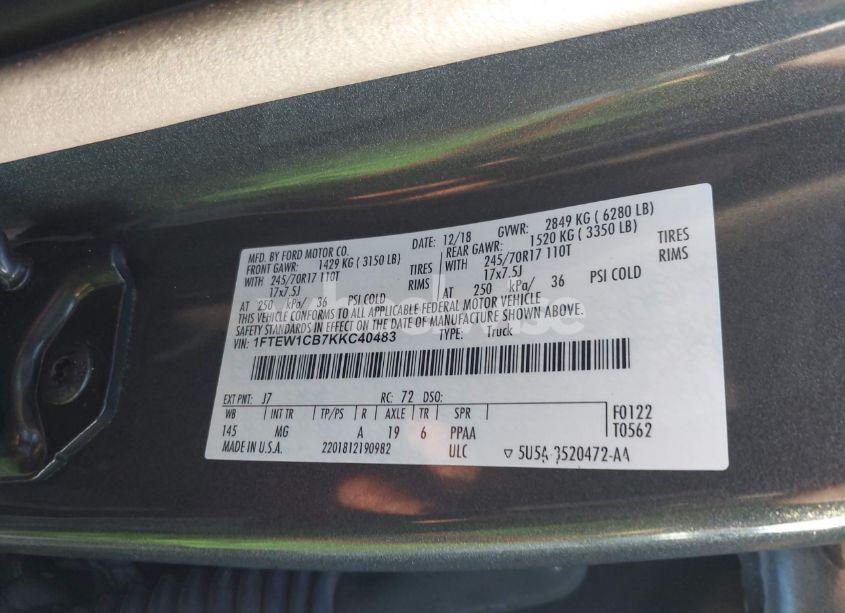 MFD. BY FORD MOTOR CO. DATE: 12/18 GVWR: 2849 KG ( 6280 LB)
FRONT GAWR: 1429 KG ( 3150 LB) REAR GAWR: 1520 KG ( 3350 LB)
WITH 245/70R17 110T TIRES WITH 245/70R17 110T TIRES
17x7.5J RIMS 17x7.5J RIMS
AT 250 kPa/ 36 PSI COLD AT 250 kPa/ 36 PSI COLD
THIS VEHICLE CONFORMS TO ALL APPLICABLE FEDERAL MOTOR VEHICLE
SAFETY STANDARDS IN EFFECT ON THE DATE OF MANUFACTURE SHOWN ABOVE.
VIN: 1FTEW1CB7KKC40483 TYPE: Truck
EXT PNT: J7 RC: 72 DSO:
WB INT TR TP/PS R AXLE TR SPR F0122
145 MG A 19 6 PPAA T0562
MADE IN U.S.A. 2201812190982 ULC ▽ 5U5A-3520472-AA